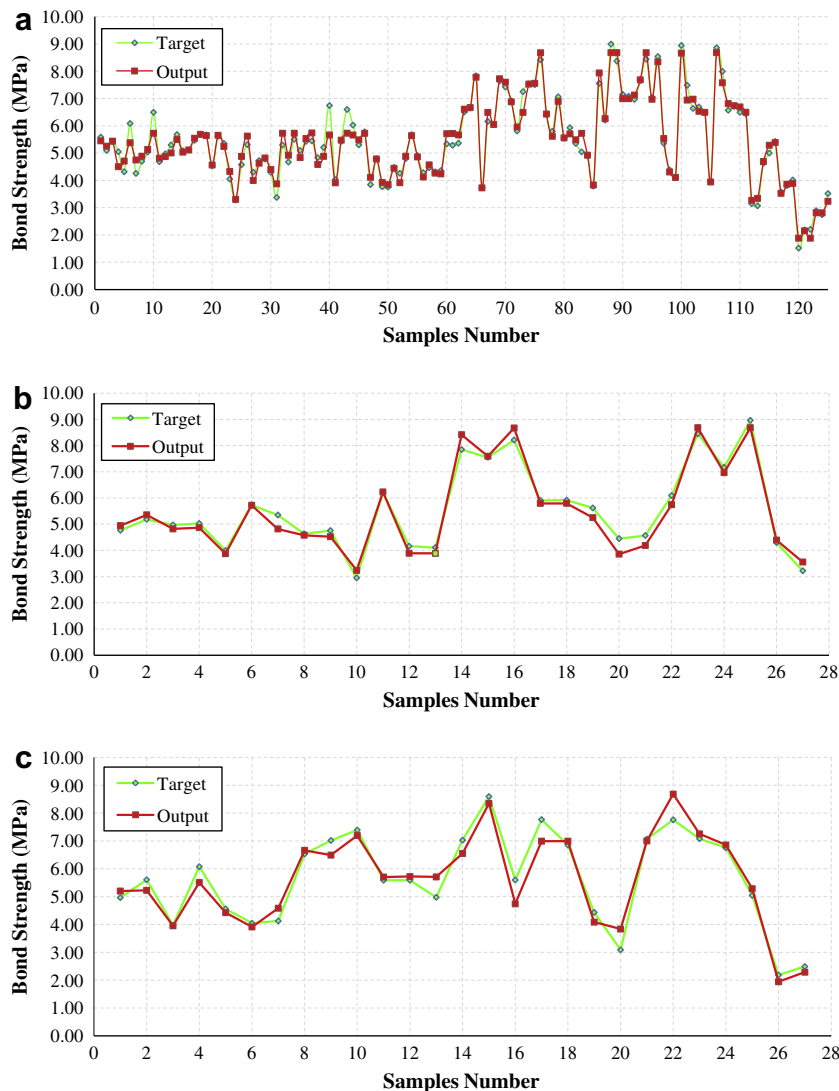 a
10.00
9.00
8.00
7.00
6.00
5.00
4.00
3.00
2.00
1.00
0.00
Bond Strength (MPa)
Target
Output
0 10 20 30 40 50 60 70 80 90 100 110 120
Samples Number
b
10.00
9.00
8.00
7.00
6.00
5.00
4.00
3.00
2.00
1.00
0.00
Bond Strength (MPa)
Target
Output
0 2 4 6 8 10 12 14 16 18 20 22 24 26 28
Samples Number
c
10.00
9.00
8.00
7.00
6.00
5.00
4.00
3.00
2.00
1.00
0.00
Bond Strength (MPa)
Target
Output
0 2 4 6 8 10 12 14 16 18 20 22 24 26 28
Samples Number